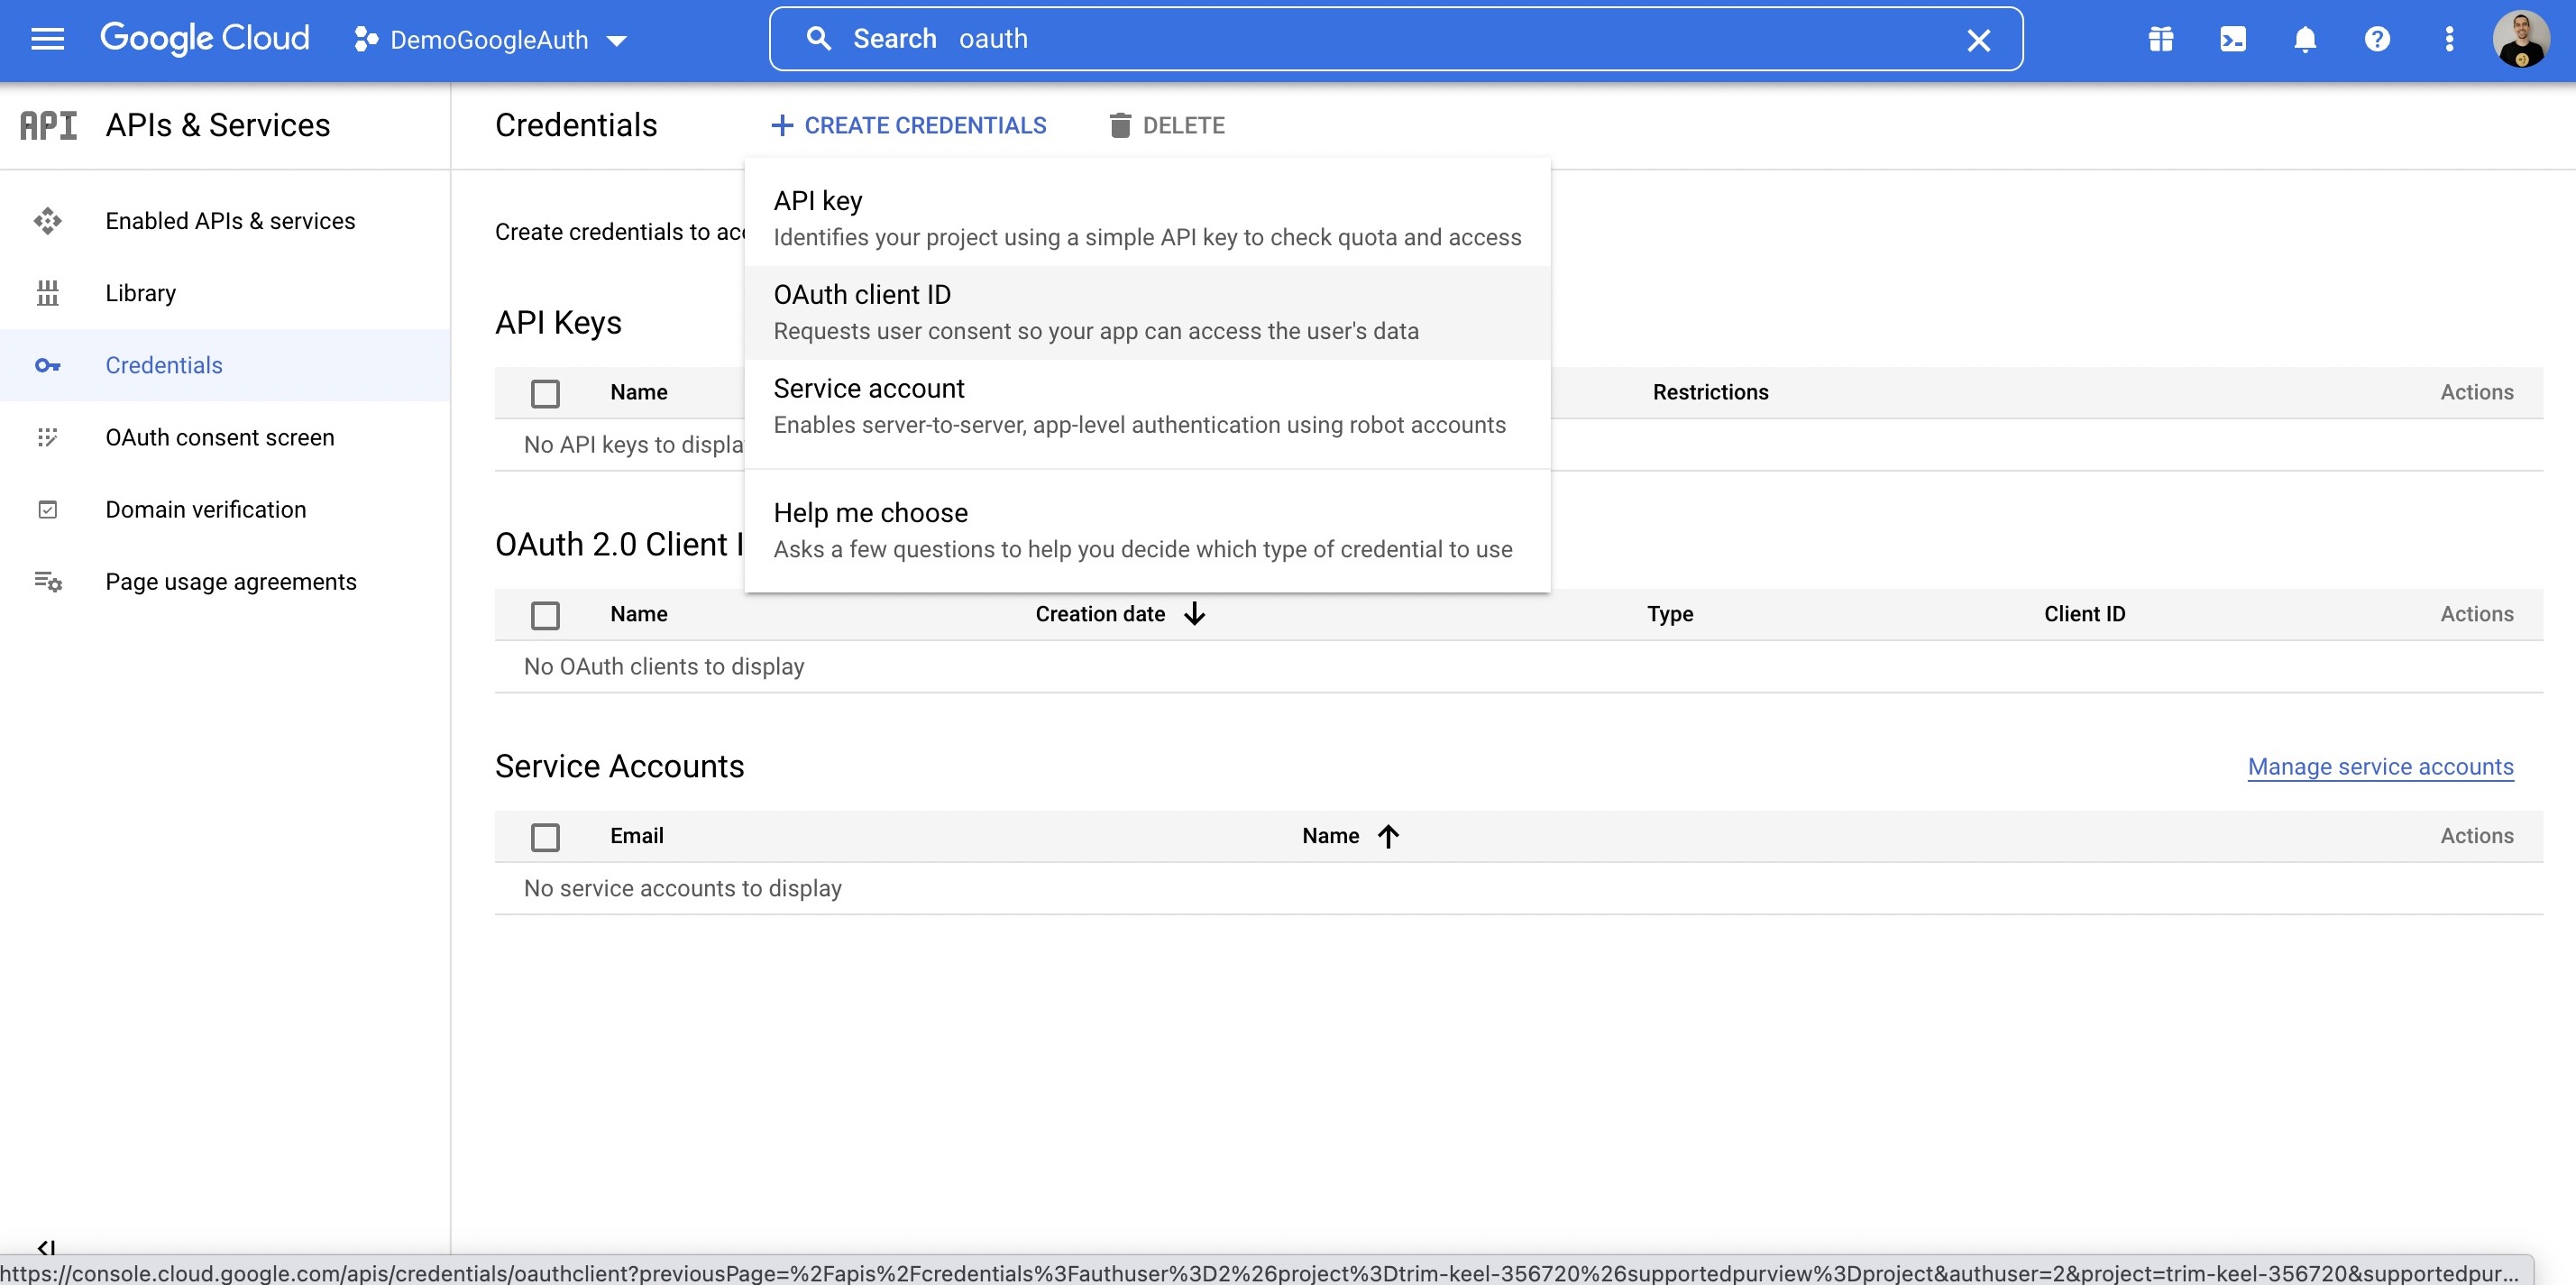 Google Cloud
DemoGoogleAuth
Search oauth
API APIs & Services
Credentials
+ CREATE CREDENTIALS
DELETE
Enabled APIs & services
Library
Credentials
OAuth consent screen
Domain verification
Page usage agreements
API key
Identifies your project using a simple API key to check quota and access
OAuth client ID
Requests user consent so your app can access the user's data
Service account
Enables server-to-server, app-level authentication using robot accounts
Help me choose
Asks a few questions to help you decide which type of credential to use
Create credentials to acc
API Keys
Name Restrictions Actions
No API keys to displa
OAuth 2.0 Client I
Name Creation date Type Client ID Actions
No OAuth clients to display
Service Accounts
Manage service accounts
Email Name Actions
No service accounts to display
https://console.cloud.google.com/apis/credentials/oauthclient?previousPage=%2Fapis%2Fcredentials%3Fauthuser%3D2%26project%3Dtrim-keel-356720%26supportedpurview%3Dproject&authuser=2&project=trim-keel-356720&supportedpur...